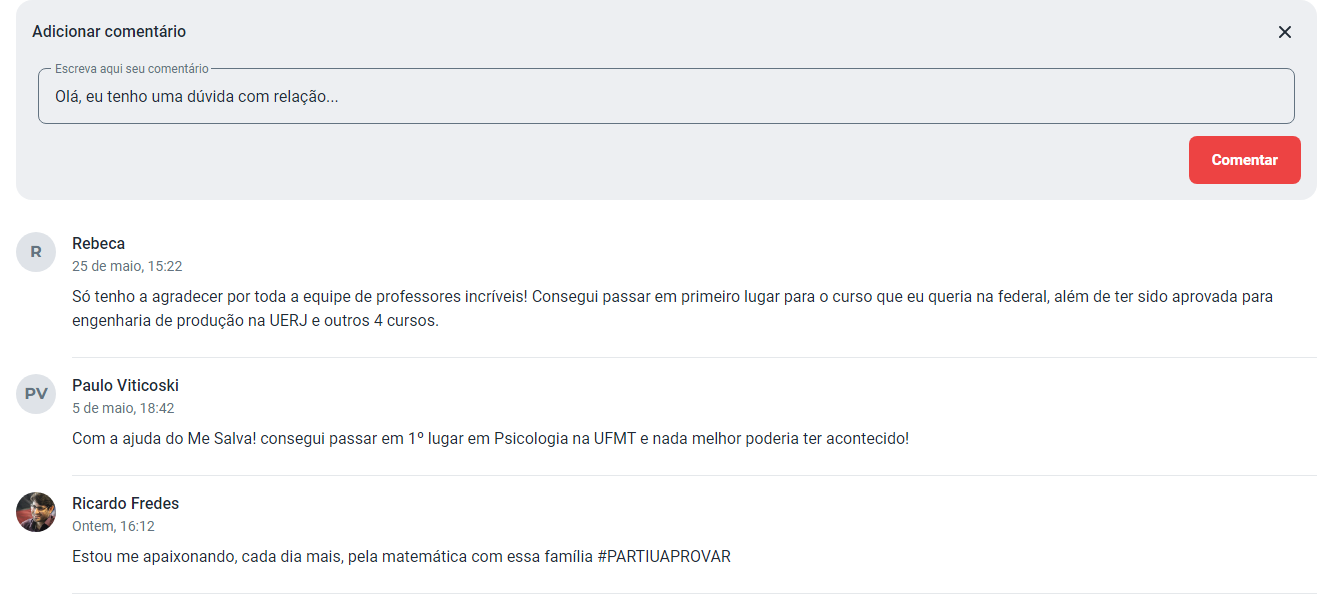 Adicionar comentário
Escreva aqui seu comentário
Olá, eu tenho uma dúvida com relação...
Comentar
R
Rebeca
25 de maio, 15:22
Só tenho a agradecer por toda a equipe de professores incríveis! Consegui passar em primeiro lugar para o curso que eu queria na federal, além de ter sido aprovada para
engenharia de produção na UERJ e outros 4 cursos.
PV
Paulo Viticoski
5 de maio, 18:42
Com a ajuda do Me Salva! consegui passar em 1º lugar em Psicologia na UFMT e nada melhor poderia ter acontecido!
Ricardo Fredes
Ontem, 16:12
Estou me apaixonando, cada dia mais, pela matemática com essa família #PARTIUAPROVAR